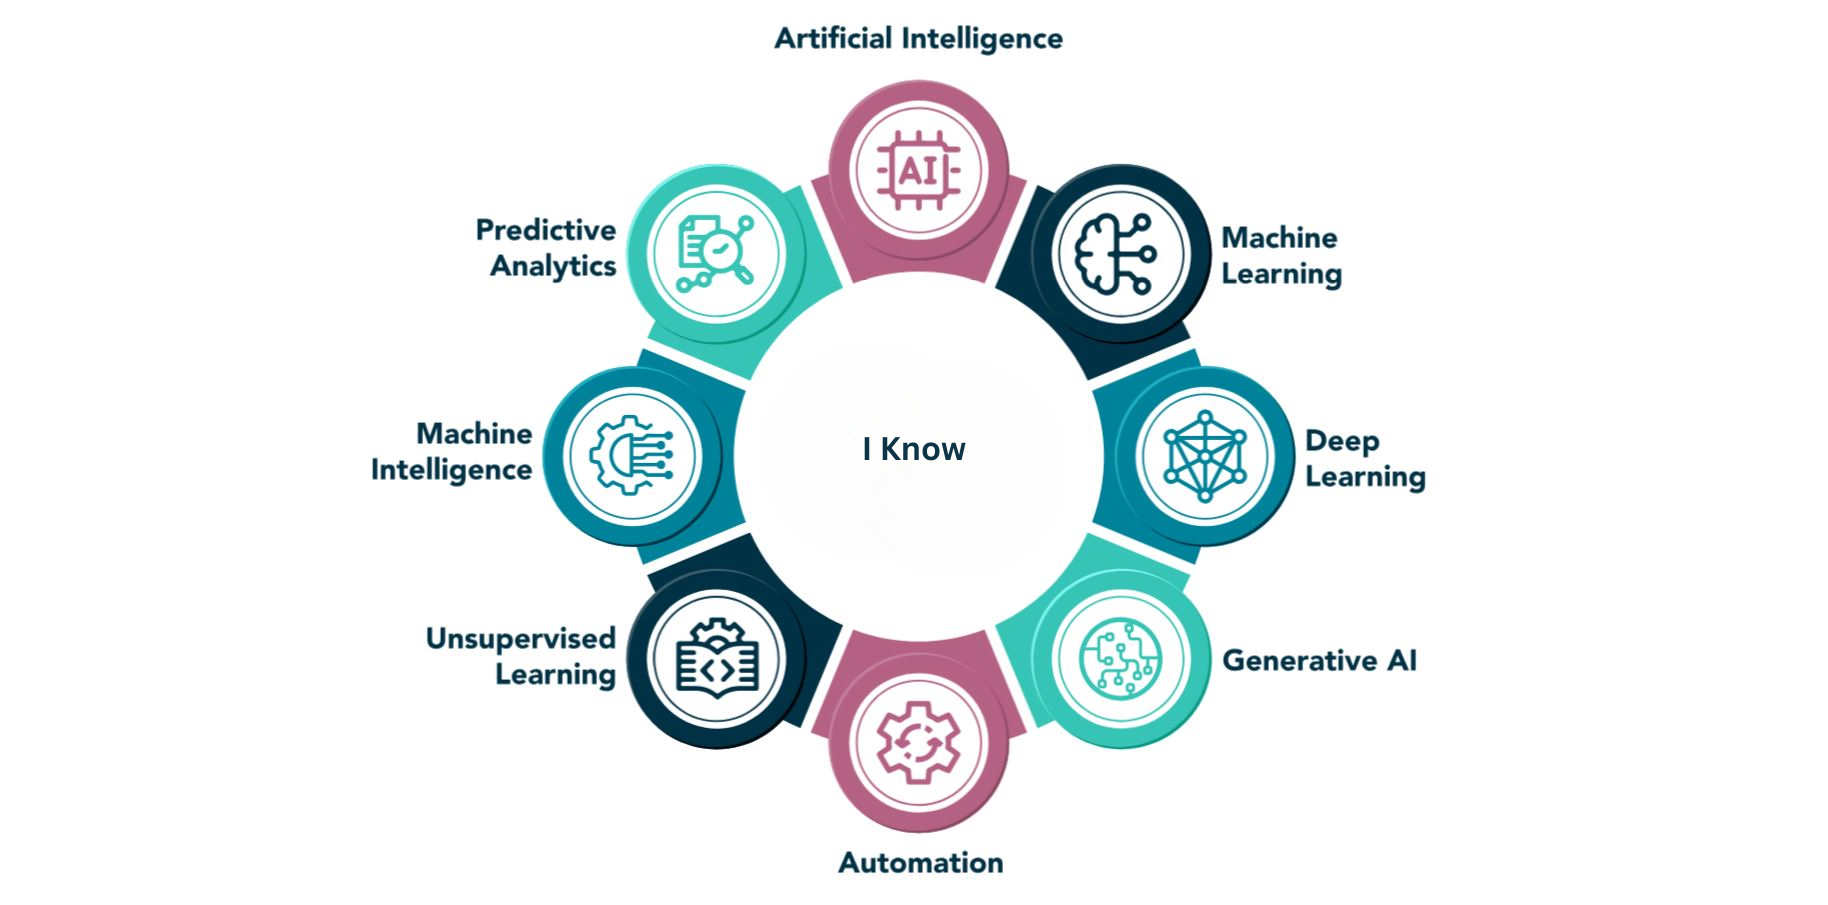 Artificial Intelligence
AI
Machine
Learning
Deep
Learning
Generative AI
Automation
Unsupervised
Learning
Machine
Intelligence
Predictive
Analytics
I Know